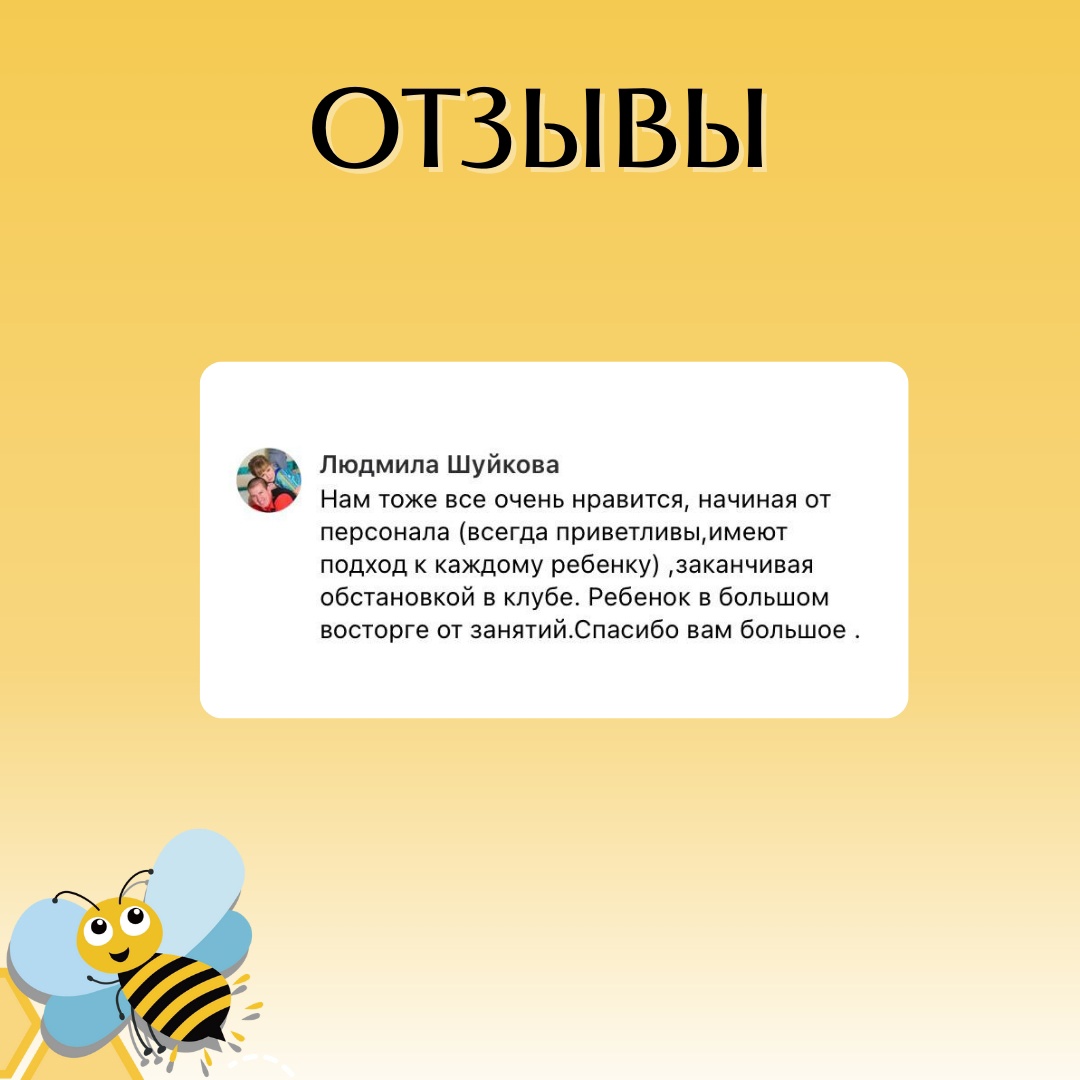 ОТЗЫВЫ
Людмила Шуйкова
Нам тоже все очень нравится, начиная от
персонала (всегда приветливы,имеют
подход к каждому ребенку) ,заканчивая
обстановкой в клубе. Ребенок в большом
восторге от занятий.Спасибо вам большое .